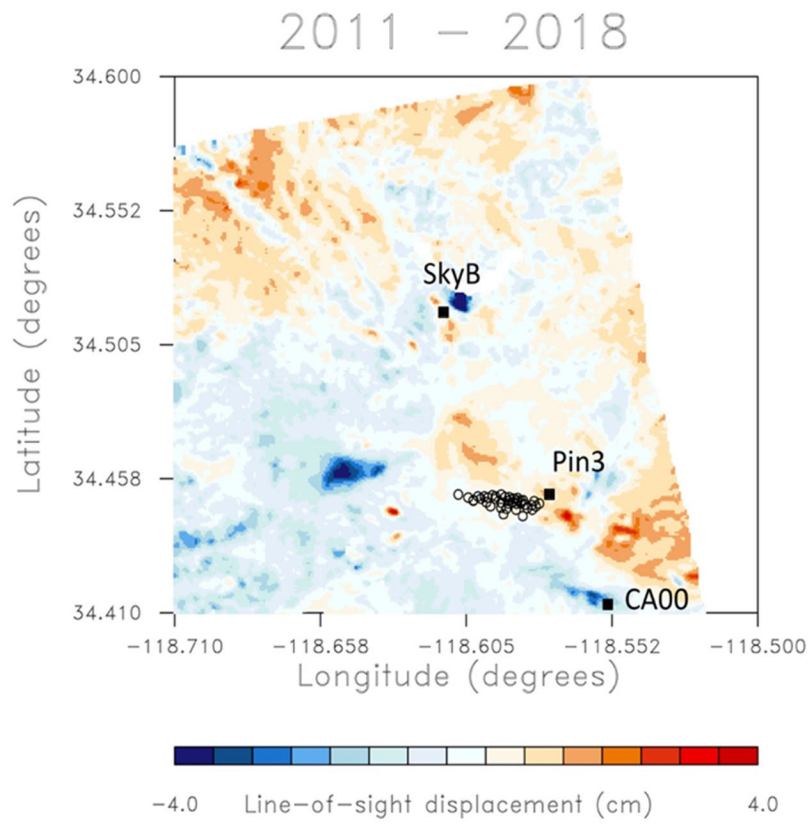 2011 - 2018
34.600
34.552
SkyB
34.505
Pin3
34.458
CA00
34.410
-118.710 -118.658 -118.605 -118.552 -118.500
Latitude (degrees)
Longitude (degrees)
-4.0 Line-of-sight displacement (cm) 4.0